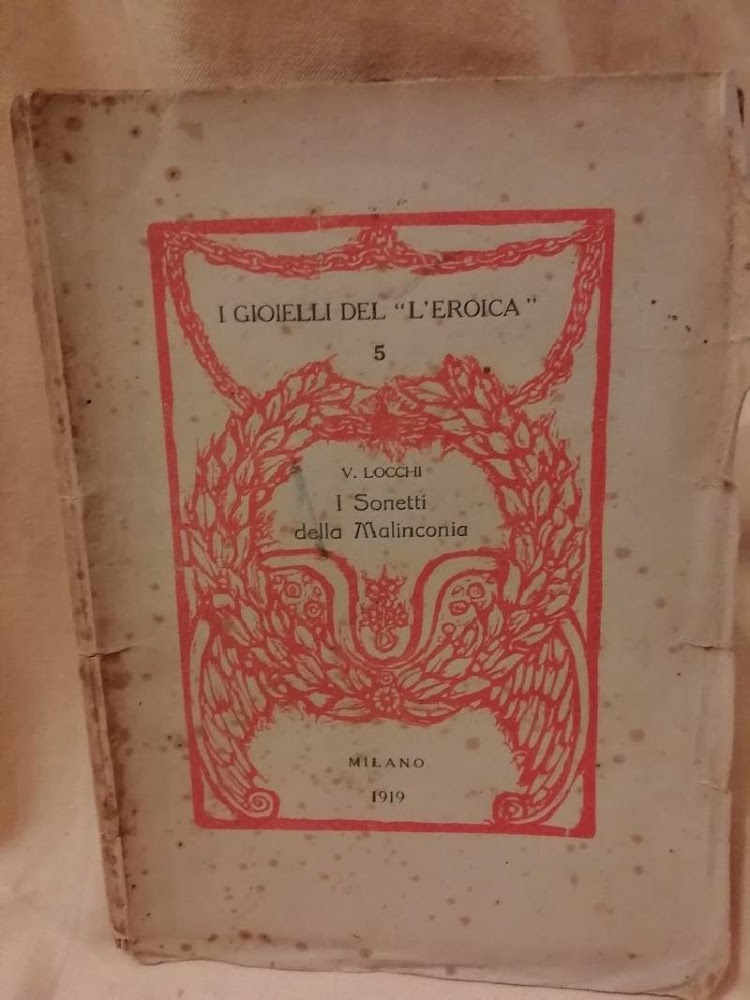 I GIOIELLI DEL "L'EROICA"
5
V. LOCCHI
I Sonetti
della Malinconia
MILANO
1919